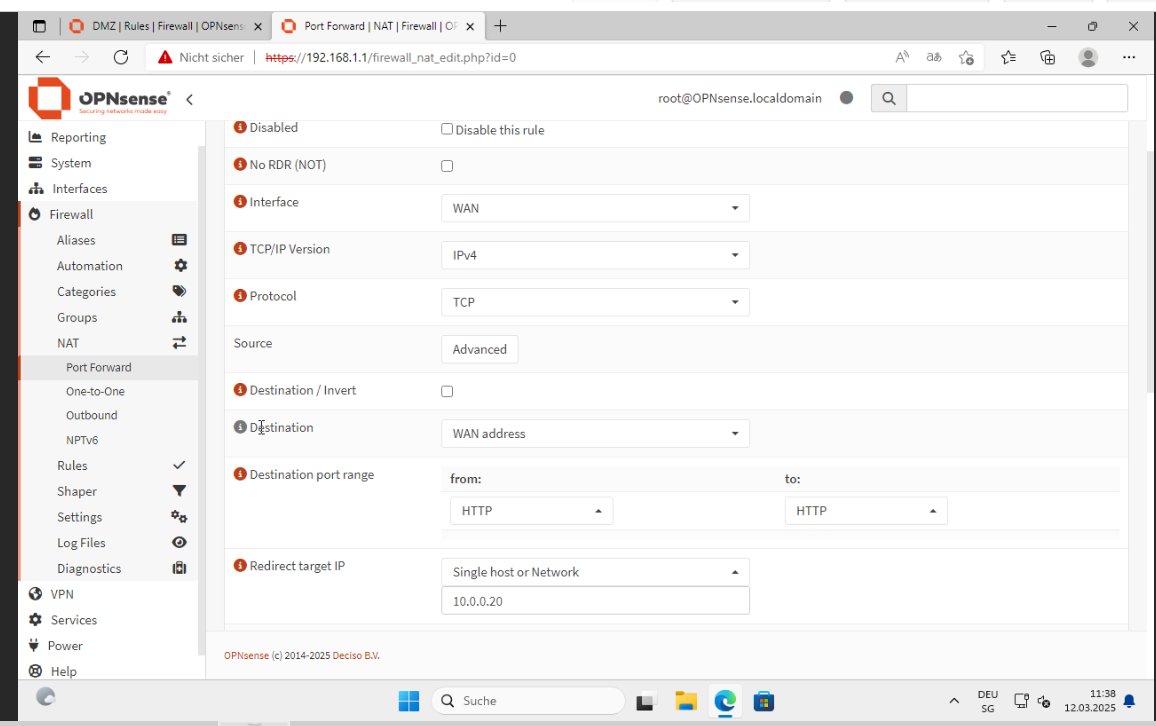 DMZ | Rules | Firewall | OPNsens
Port Forward | NAT | Firewall | OP
Nicht sicher | https://192.168.1.1/firewall_nat_edit.php?id=0
OPNsense
Securing networks made easy
root@OPNsense.localdomain
Reporting
System
Interfaces
Firewall
Aliases
Automation
Categories
Groups
NAT
Port Forward
One-to-One
Outbound
NPTv6
Rules
Shaper
Settings
Log Files
Diagnostics
VPN
Services
Power
Help
Disabled
Disable this rule
No RDR (NOT)
Interface
WAN
TCP/IP Version
IPv4
Protocol
TCP
Source
Advanced
Destination / Invert
Destination
WAN address
Destination port range
from:
to:
HTTP
HTTP
Redirect target IP
Single host or Network
10.0.0.20
OPNsense (c) 2014-2025 Deciso B.V.
Suche
DEU
SG
11:38
12.03.2025